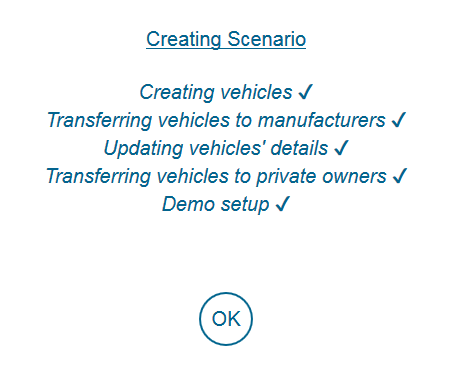 Creating Scenario
Creating vehicles ✓
Transferring vehicles to manufacturers ✓
Updating vehicles' details ✓
Transferring vehicles to private owners ✓
Demo setup ✓
OK